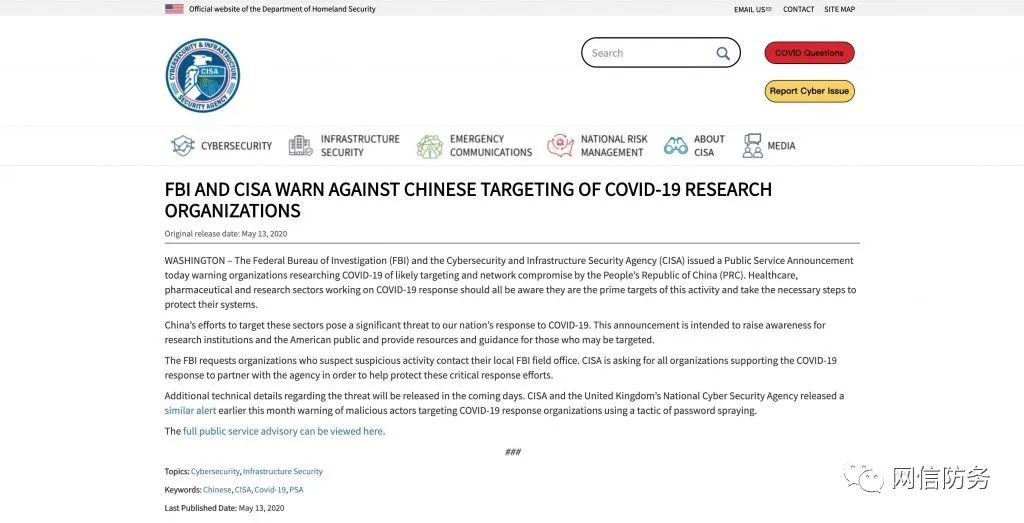 Official website of the Department of Homeland Security
EMAIL US CONTACT SITE MAP
CYBERSECURITY & INFRASTRUCTURE
CISA
SECURITY AGENCY
Search
COVID Questions
Report Cyber Issue
CYBERSECURITY
INFRASTRUCTURE
SECURITY
EMERGENCY
COMMUNICATIONS
NATIONAL RISK
MANAGEMENT
ABOUT
CISA
MEDIA
FBI AND CISA WARN AGAINST CHINESE TARGETING OF COVID-19 RESEARCH
ORGANIZATIONS
Original release date: May 13, 2020
WASHINGTON – The Federal Bureau of Investigation (FBI) and the Cybersecurity and Infrastructure Security Agency (CISA) issued a Public Service Announcement
today warning organizations researching COVID-19 of likely targeting and network compromise by the People's Republic of China (PRC). Healthcare,
pharmaceutical and research sectors working on COVID-19 response should all be aware they are the prime targets of this activity and take the necessary steps to
protect their systems.
China's efforts to target these sectors pose a significant threat to our nation's response to COVID-19. This announcement is intended to raise awareness for
research institutions and the American public and provide resources and guidance for those who may be targeted.
The FBI requests organizations who suspect suspicious activity contact their local FBI field office. CISA is asking for all organizations supporting the COVID-19
response to partner with the agency in order to help protect these critical response efforts.
Additional technical details regarding the threat will be released in the coming days. CISA and the United Kingdom's National Cyber Security Agency released a
similar alert earlier this month warning of malicious actors targeting COVID-19 response organizations using a tactic of password spraying.
The full public service advisory can be viewed here.
###
Topics: Cybersecurity, Infrastructure Security
Keywords: Chinese, CISA, Covid-19, PSA
Last Published Date: May 13, 2020
网信防务